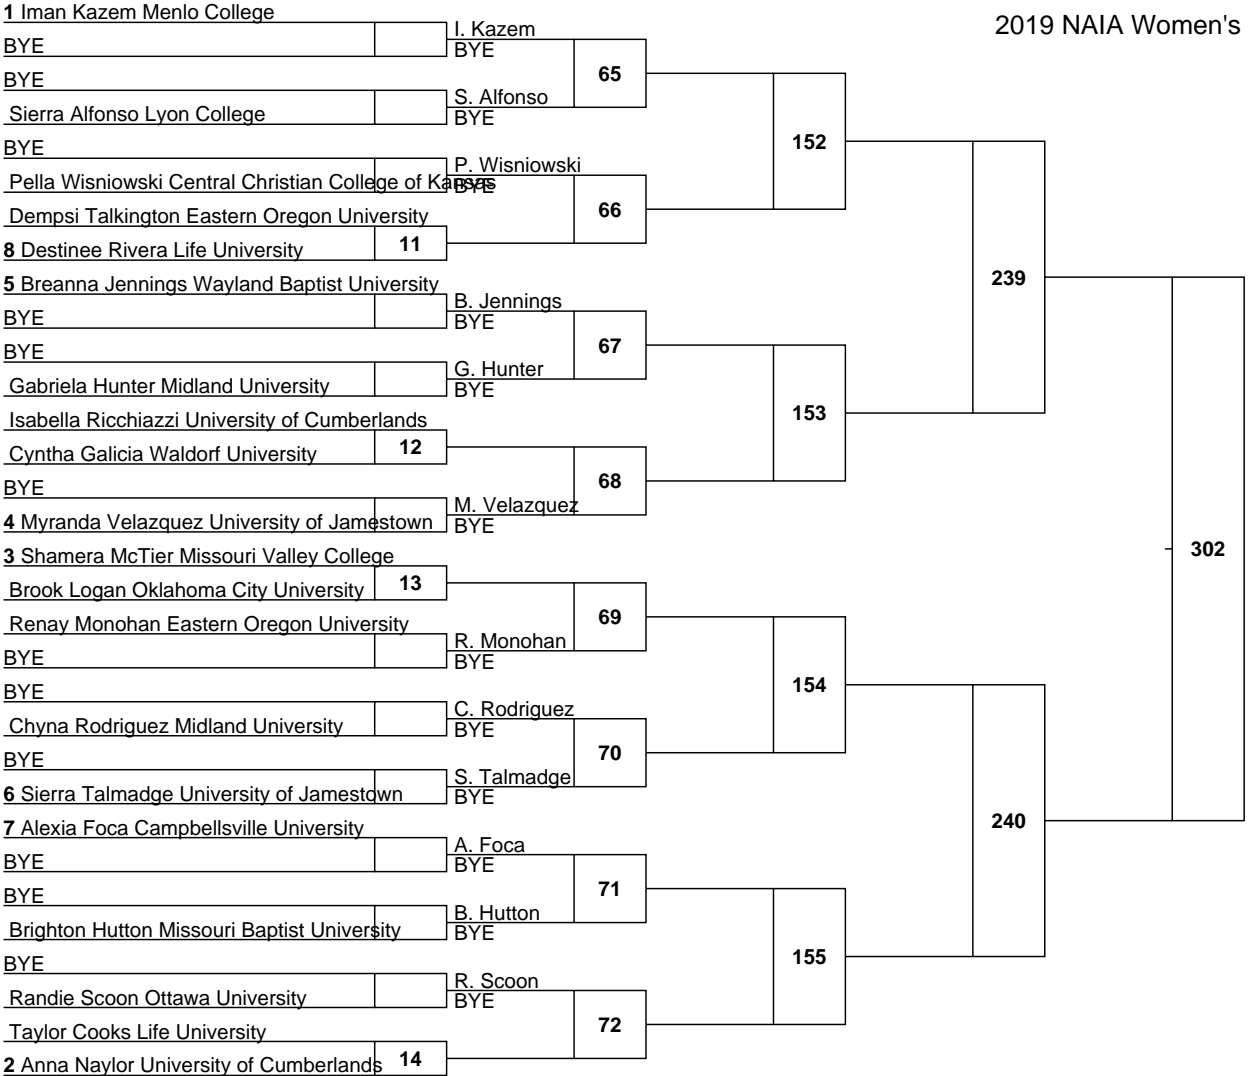 1 Iman Kazem Menlo College
2019 NAIA Women's
I. Kazem
BYE
BYE
65
BYE
S. Alfonso
Sierra Alfonso Lyon College
BYE
152
BYE
P. Wisniowski
Pella Wisniowski Central Christian College of Kansas
BYE
66
Dempsi Talkington Eastern Oregon University
11
8 Destinee Rivera Life University
239
5 Breanna Jennings Wayland Baptist University
B. Jennings
BYE
BYE
67
BYE
G. Hunter
Gabriela Hunter Midland University
BYE
153
Isabella Ricchiazzi University of Cumberlands
12
Cyntha Galicia Waldorf University
68
BYE
M. Velazquez
4 Myranda Velazquez University of Jamestown
BYE
302
3 Shamera McTier Missouri Valley College
13
Brook Logan Oklahoma City University
69
Renay Monohan Eastern Oregon University
R. Monohan
BYE
BYE
154
BYE
C. Rodriguez
Chyna Rodriguez Midland University
BYE
70
BYE
S. Talmadge
6 Sierra Talmadge University of Jamestown
BYE
240
7 Alexia Foca Campbellsville University
A. Foca
BYE
BYE
71
BYE
B. Hutton
Brighton Hutton Missouri Baptist University
BYE
155
BYE
R. Scoon
Randie Scoon Ottawa University
BYE
72
Taylor Cooks Life University
14
2 Anna Naylor University of Cumberlands